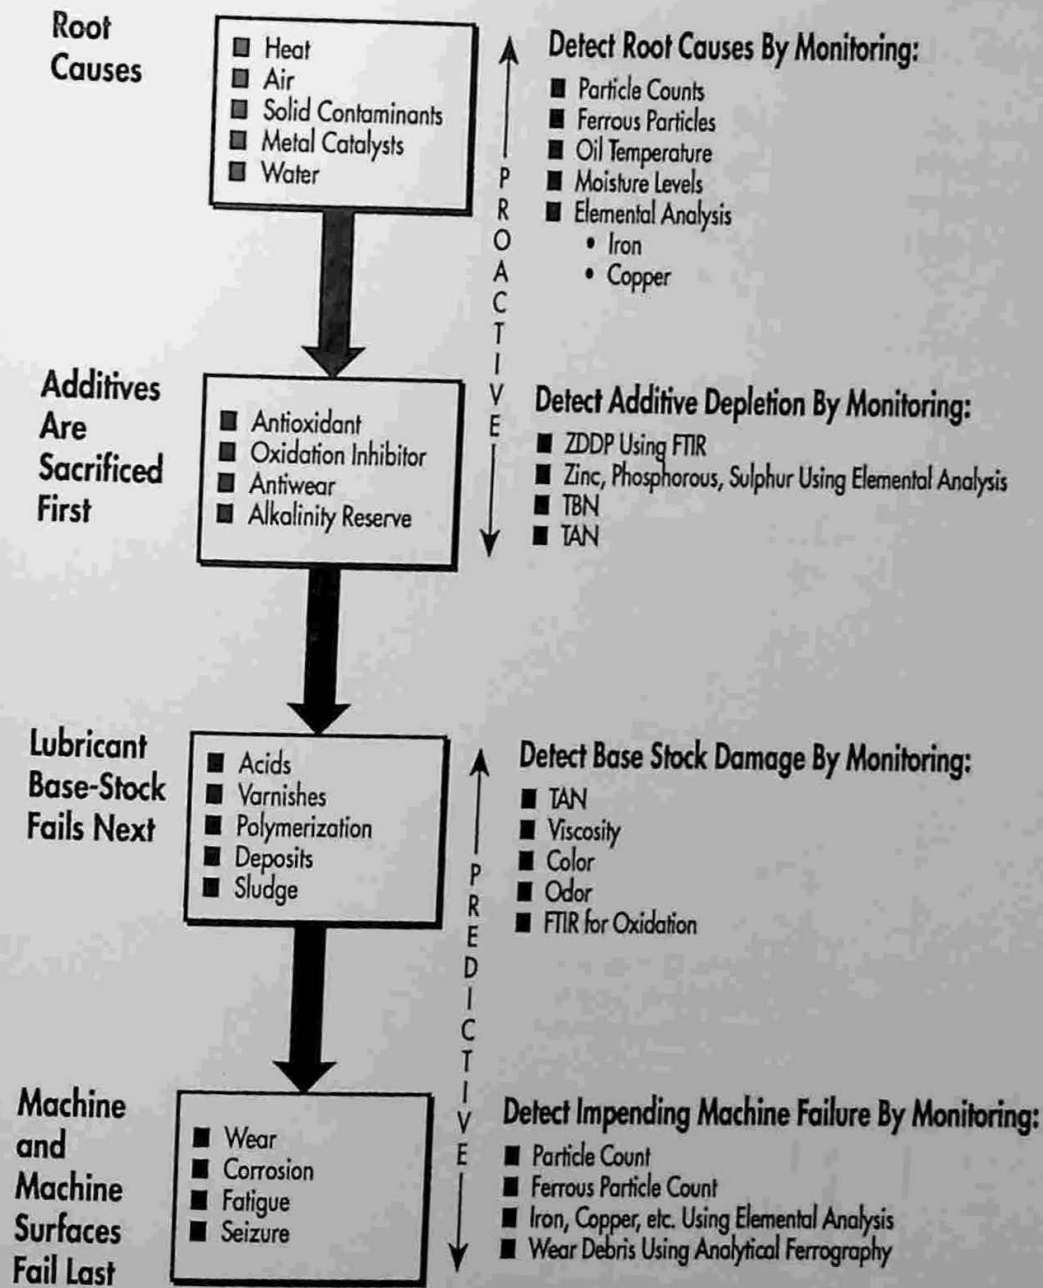 Root
Causes
■ Heat
■ Air
■ Solid Contaminants
■ Metal Catalysts
■ Water
Detect Root Causes By Monitoring:
■ Particle Counts
■ Ferrous Particles
■ Oil Temperature
■ Moisture Levels
■ Elemental Analysis
• Iron
• Copper
PROACTIVE
Additives
Are
Sacrificed
First
■ Antioxidant
■ Oxidation Inhibitor
■ Antiwear
■ Alkalinity Reserve
Detect Additive Depletion By Monitoring:
■ ZDDP Using FTIR
■ Zinc, Phosphorous, Sulphur Using Elemental Analysis
■ TBN
■ TAN
Lubricant
Base-Stock
Fails Next
■ Acids
■ Varnishes
■ Polymerization
■ Deposits
■ Sludge
Detect Base Stock Damage By Monitoring:
■ TAN
■ Viscosity
■ Color
■ Odor
■ FTIR for Oxidation
PREDICTIVE
Machine
and
Machine
Surfaces
Fail Last
■ Wear
■ Corrosion
■ Fatigue
■ Seizure
Detect Impending Machine Failure By Monitoring:
■ Particle Count
■ Ferrous Particle Count
■ Iron, Copper, etc. Using Elemental Analysis
■ Wear Debris Using Analytical Ferrography